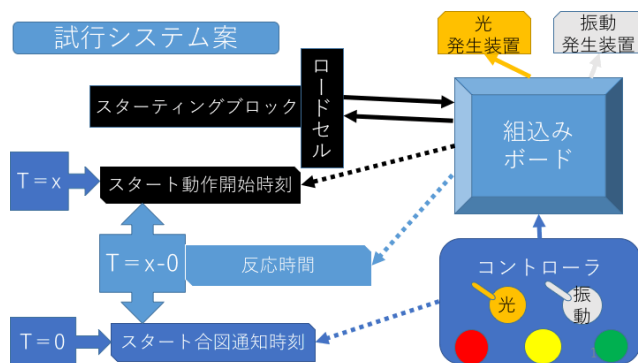 試行システム案
光
発生装置
振動
発生装置
スターティングブロック
ロードセル
組込み
ボード
T＝x
スタート動作開始時刻
T＝x-0
反応時間
コントローラ
光
振
動
T＝0
スタート合図通知時刻